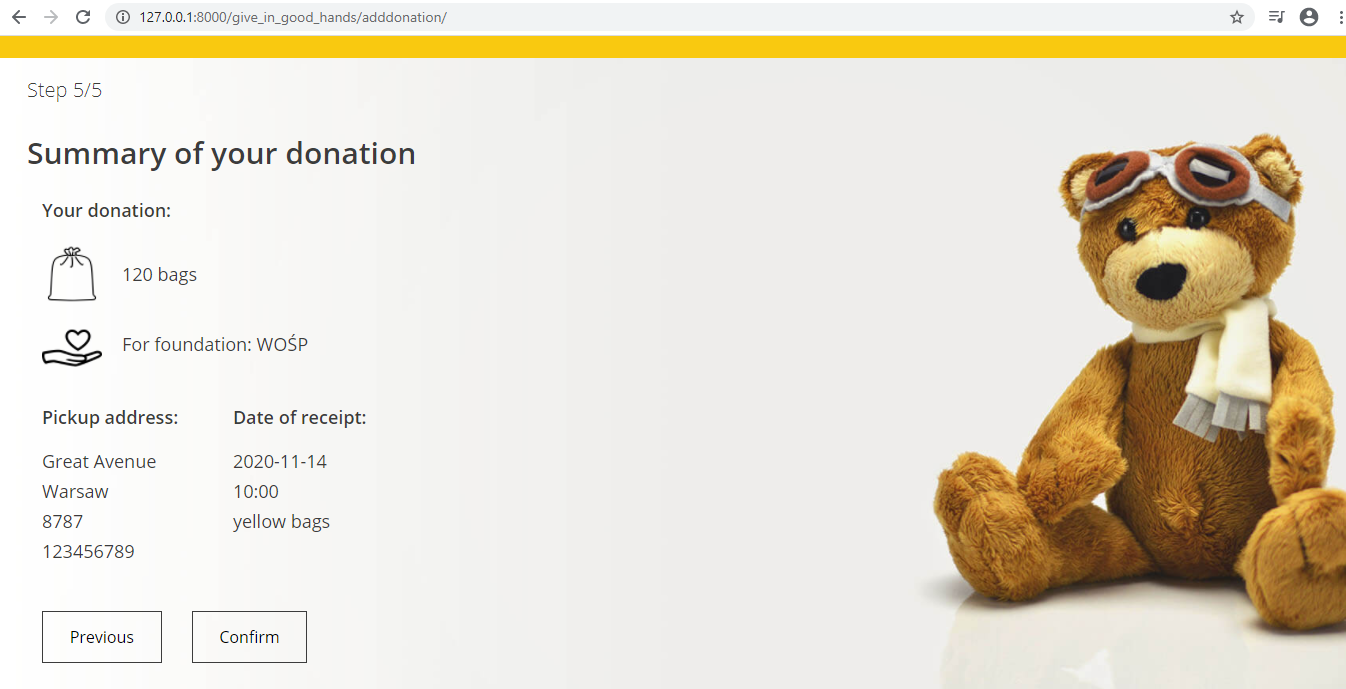 127.0.0.1:8000/give_in_good_hands/adddonation/
Step 5/5
Summary of your donation
Your donation:
120 bags
For foundation: WOŚP
Pickup address:
Great Avenue
Warsaw
8787
123456789
Date of receipt:
2020-11-14
10:00
yellow bags
Previous
Confirm